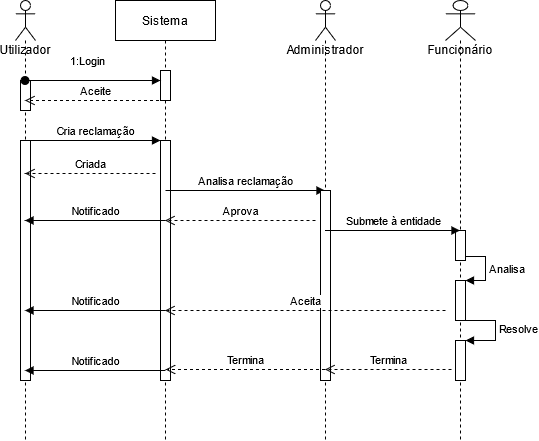 Utilizador
Sistema
Administrador
Funcionário
1:Login
Aceite
Cria reclamação
Criada
Analisa reclamação
Notificado
Aprova
Submete à entidade
Analisa
Notificado
Aceita
Resolve
Notificado
Termina
Termina